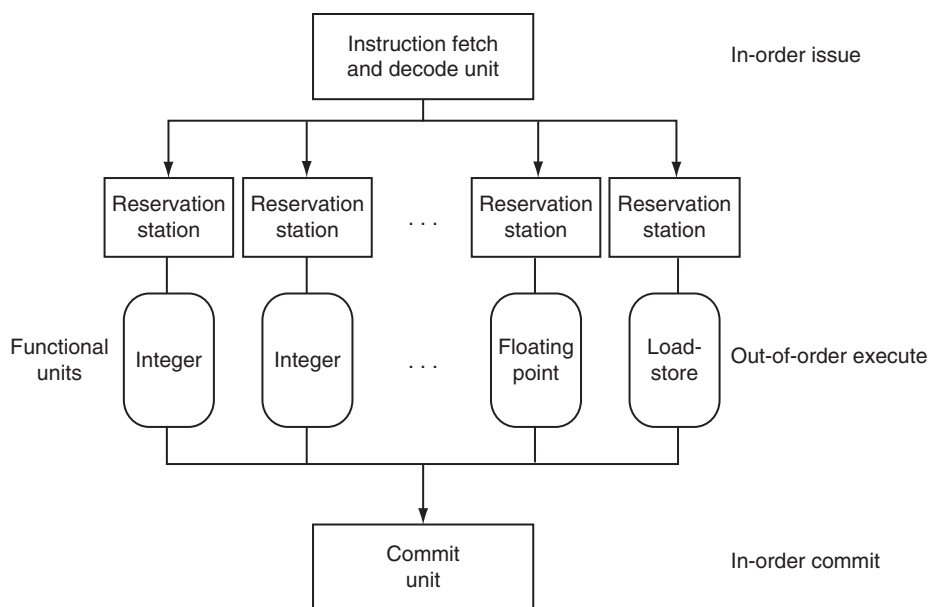 Instruction fetch
and decode unit
In-order issue
Reservation
station
Reservation
station
. . .
Reservation
station
Reservation
station
Functional
units
Integer
Integer
. . .
Floating
point
Load-
store
Out-of-order execute
Commit
unit
In-order commit